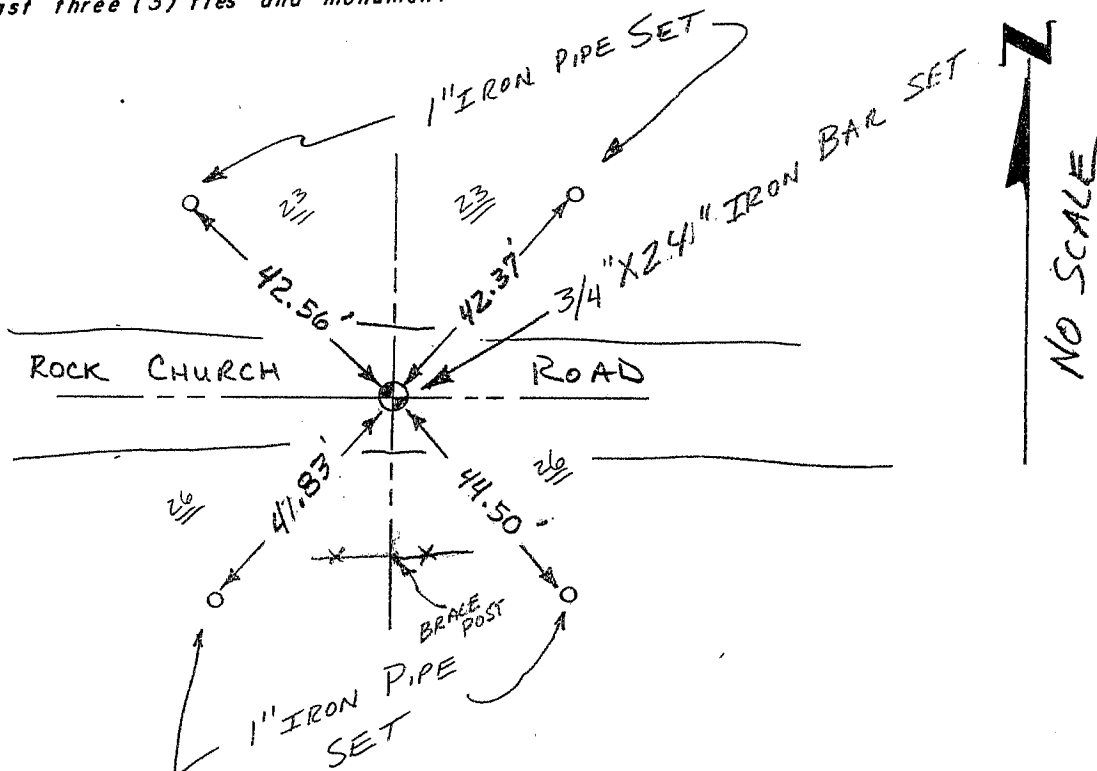 three (3) ties and monument
1" IRON PIPE SET
3/4" X 24" IRON BAR SET
N
NO SCALE
23
23
42.56'
42.37'
ROCK CHURCH ROAD
26
26
41.83'
44.50'
BRACE
POST
1" IRON PIPE
SET